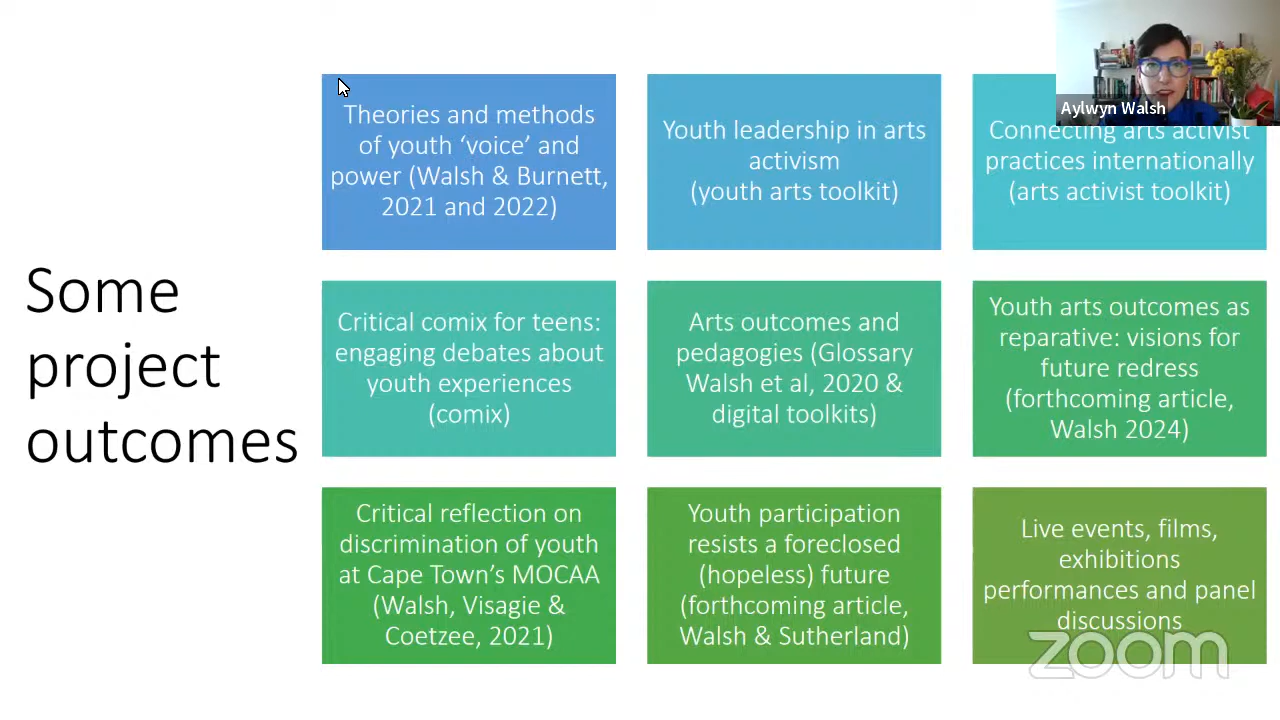 Aylwyn Walsh
Some
project
outcomes
Theories and methods
of youth ‘voice’ and
power (Walsh & Burnett,
2021 and 2022)
Youth leadership in arts
activism
(youth arts toolkit)
Connecting arts activist
practices internationally
(arts activist toolkit)
Critical comix for teens:
engaging debates about
youth experiences
(comix)
Arts outcomes and
pedagogies (Glossary
Walsh et al, 2020 &
digital toolkits)
Youth arts outcomes as
reparative: visions for
future redress
(forthcoming article,
Walsh 2024)
Critical reflection on
discrimination of youth
at Cape Town’s MOCAA
(Walsh, Visagie &
Coetzee, 2021)
Youth participation
resists a foreclosed
(hopeless) future
(forthcoming article,
Walsh & Sutherland)
Live events, films,
exhibitions
performances and panel
discussions
zoom